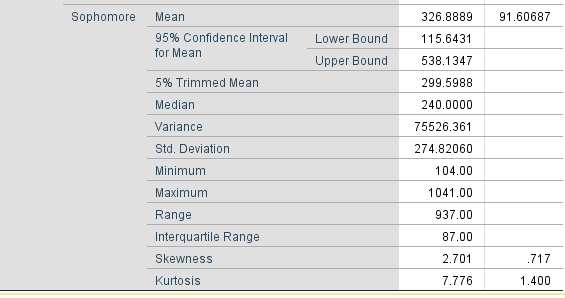 Sophomore Mean 326.8889 91.60687
95% Confidence Interval for Mean Lower Bound 115.6431
Upper Bound 538.1347
5% Trimmed Mean 299.5988
Median 240.0000
Variance 75526.361
Std. Deviation 274.82060
Minimum 104.00
Maximum 1041.00
Range 937.00
Interquartile Range 87.00
Skewness 2.701 .717
Kurtosis 7.776 1.400